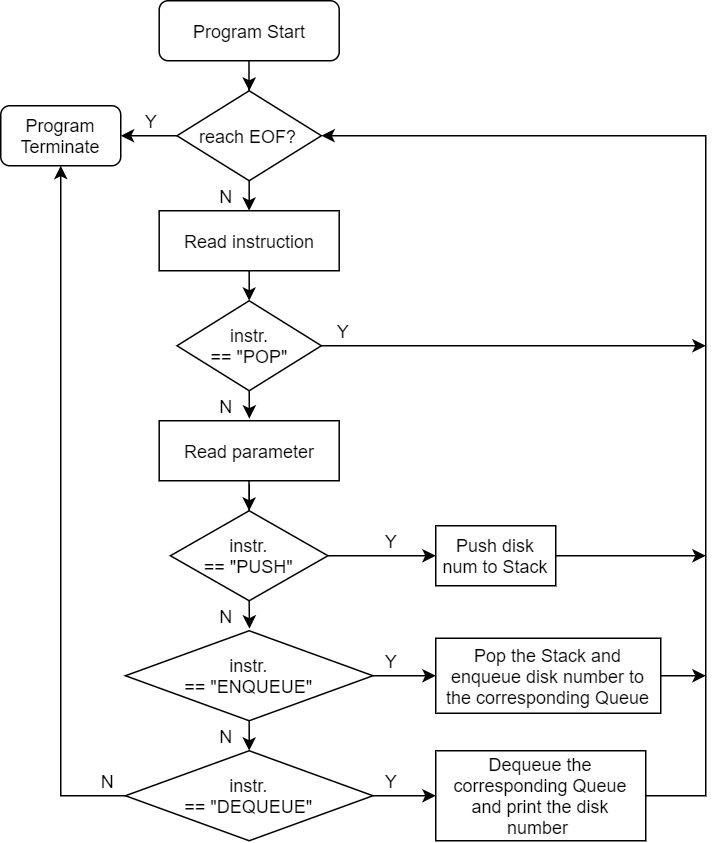 Program Start
reach EOF?
Y
Program
Terminate
N
Read instruction
instr.
== "POP"
Y
N
Read parameter
instr.
== "PUSH"
Y
Push disk
num to Stack
N
instr.
== "ENQUEUE"
Y
Pop the Stack and
enqueue disk number to
the corresponding Queue
N
instr.
== "DEQUEUE"
N
Y
Dequeue the
corresponding Queue
and print the disk
number